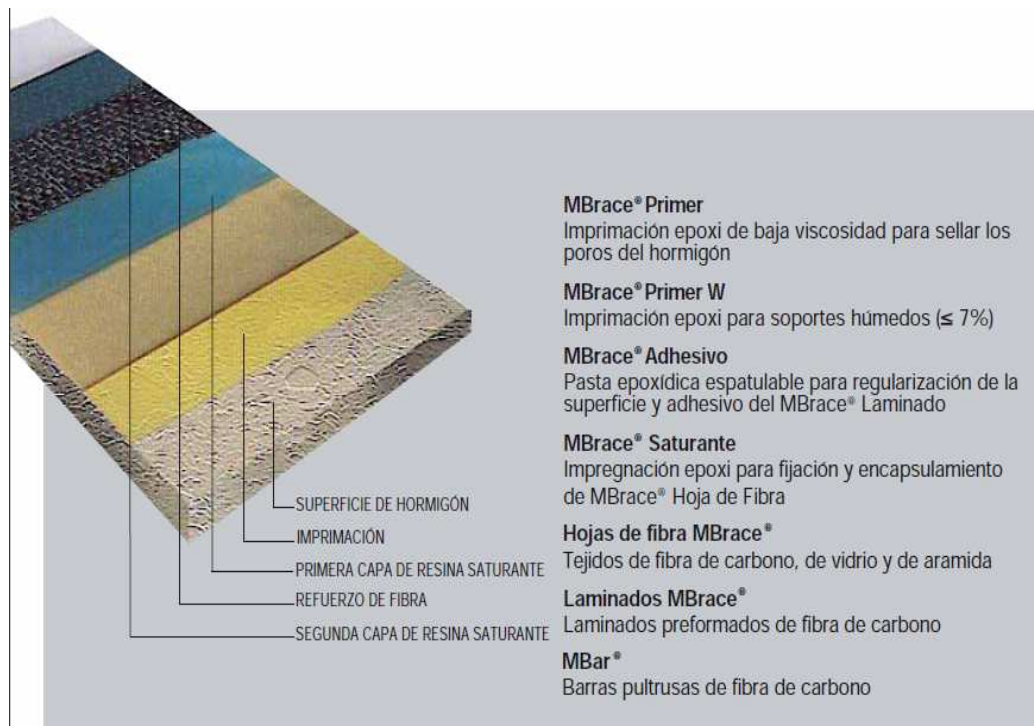 MBrace® Primer
Imprimación epoxi de baja viscosidad para sellar los
poros del hormigón
MBrace® Primer W
Imprimación epoxi para soportes húmedos (≤ 7%)
MBrace® Adhesivo
Pasta epoxídica espatulable para regularización de la
superficie y adhesivo del MBrace® Laminado
MBrace® Saturante
Impregnación epoxi para fijación y encapsulamiento
de MBrace® Hoja de Fibra
Hojas de fibra MBrace®
Tejidos de fibra de carbono, de vidrio y de aramida
Laminados MBrace®
Laminados preformados de fibra de carbono
MBar®
Barras pultrusas de fibra de carbono
SUPERFICIE DE HORMIGÓN
IMPRIMACIÓN
PRIMERA CAPA DE RESINA SATURANTE
REFUERZO DE FIBRA
SEGUNDA CAPA DE RESINA SATURANTE